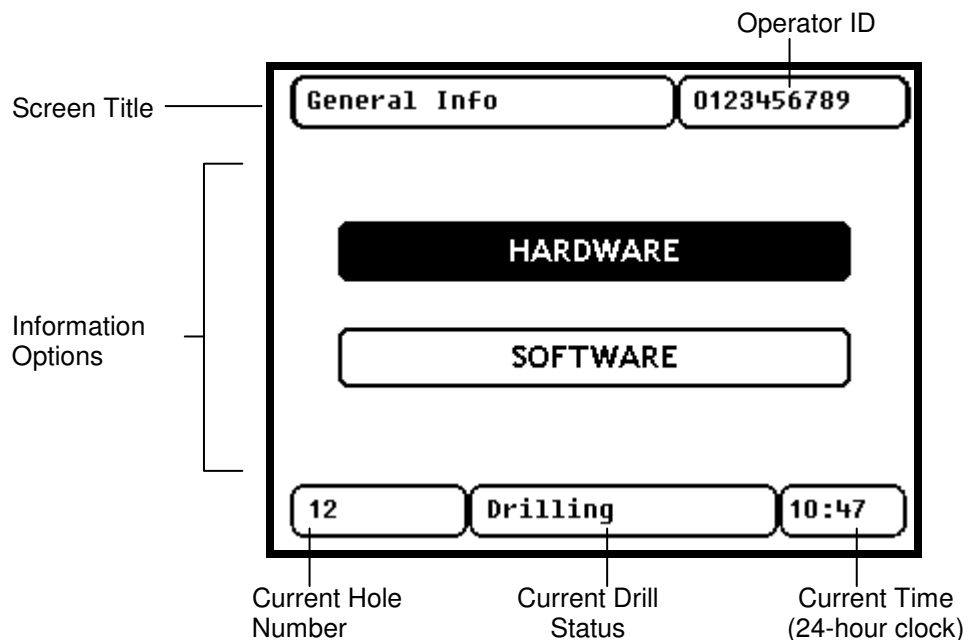 Operator ID
Screen Title
General Info
0123456789
HARDWARE
Information
Options
SOFTWARE
12
Drilling
10:47
Current Hole
Number
Current Drill
Status
Current Time
(24-hour clock)